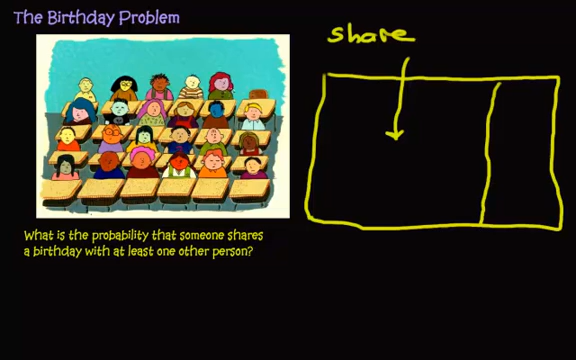 The Birthday Problem
share
What is the probability that someone shares
a birthday with at least one other person?